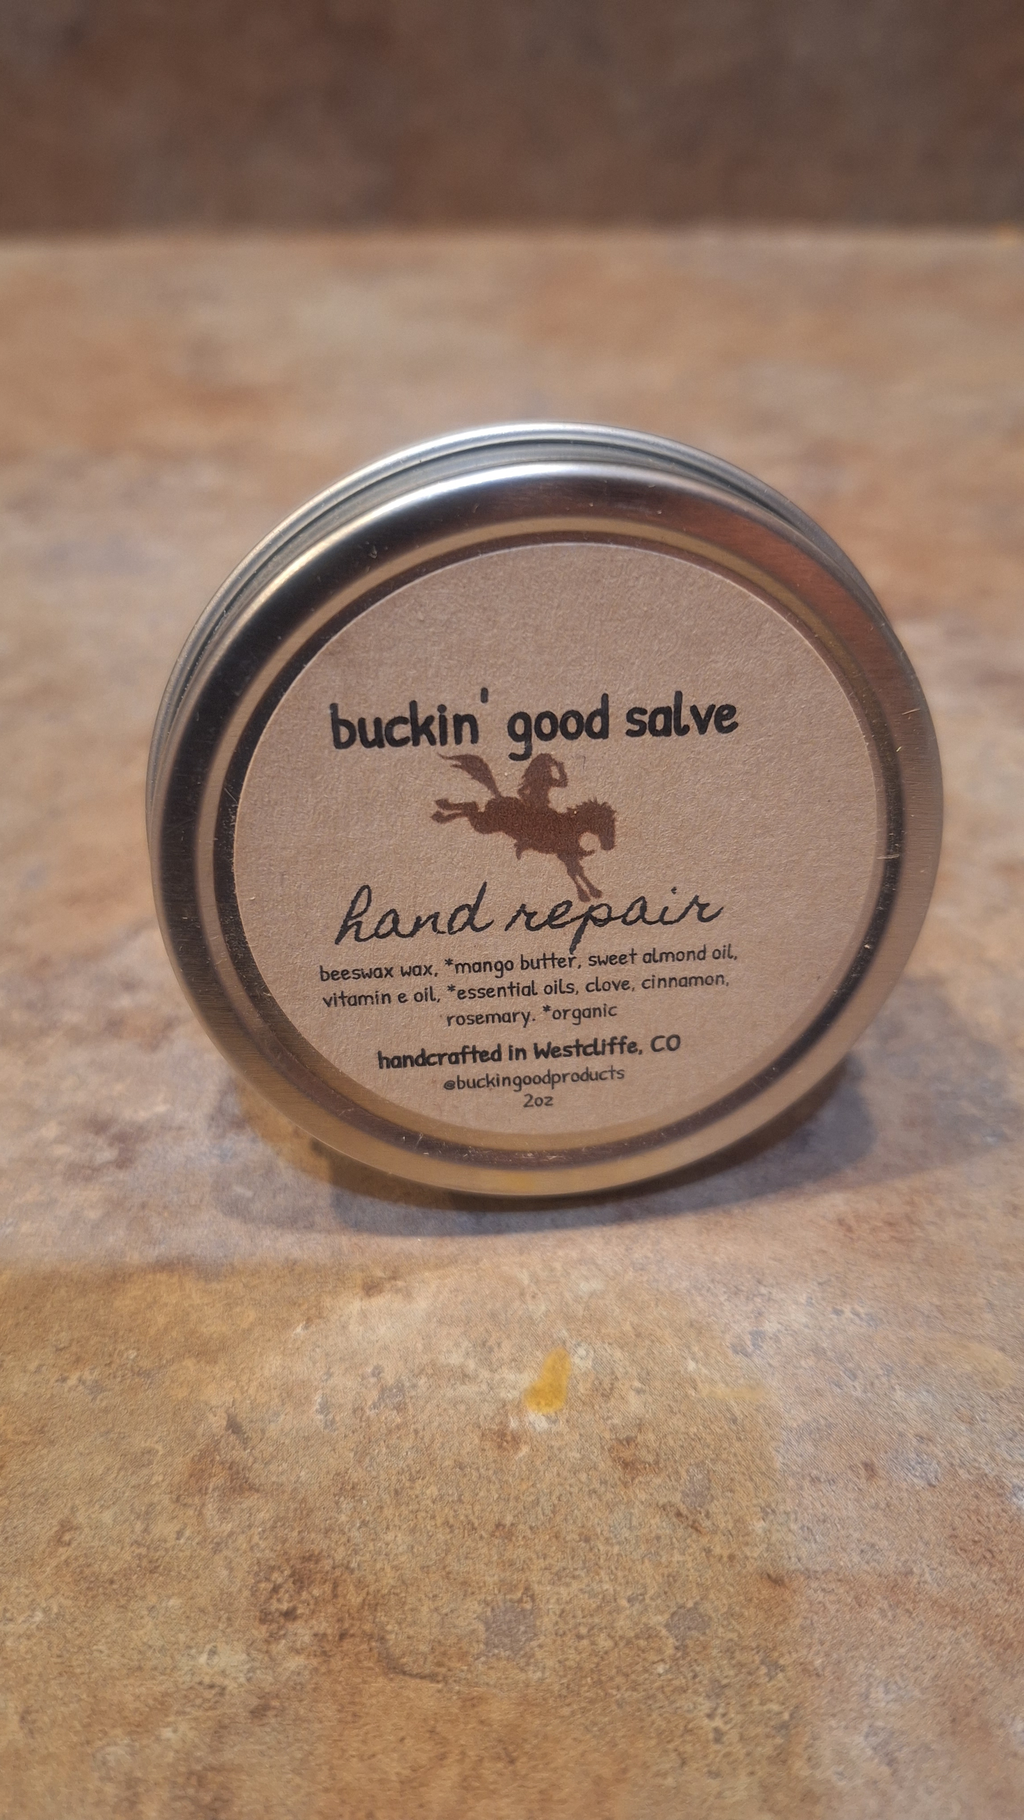 buckin' good salve
hand repair
beeswax wax, *mango butter, sweet almond oil,
vitamin e oil, *essential oils, clove, cinnamon,
rosemary. *organic
handcrafted in Westcliffe, CO
@buckingoodproducts
2oz